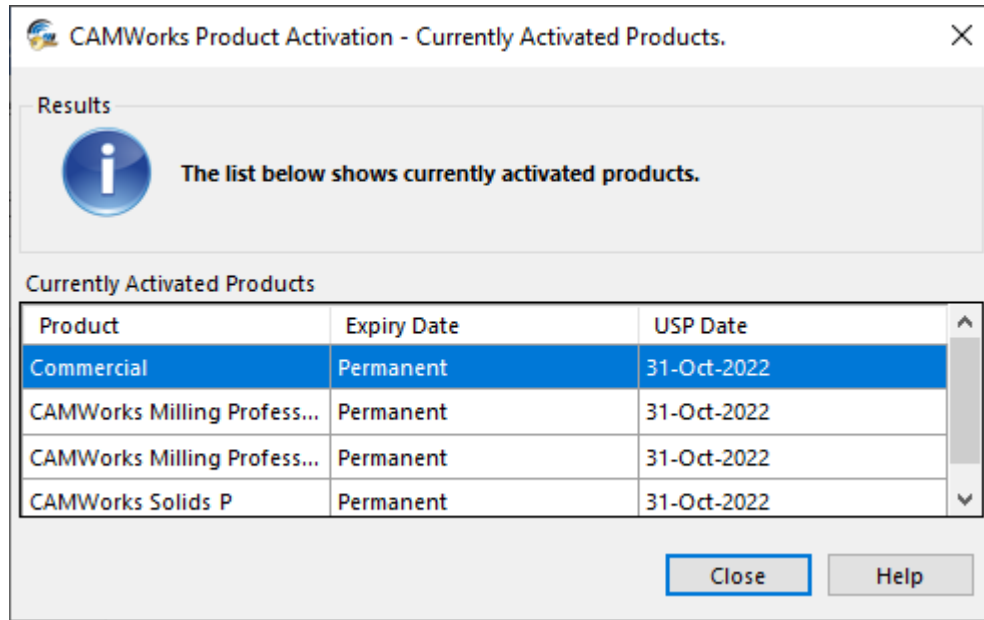 CAMWorks Product Activation - Currently Activated Products.
Results
The list below shows currently activated products.
Currently Activated Products
Product Expiry Date USP Date
Commercial Permanent 31-Oct-2022
CAMWorks Milling Profess... Permanent 31-Oct-2022
CAMWorks Milling Profess... Permanent 31-Oct-2022
CAMWorks Solids P Permanent 31-Oct-2022
Close Help